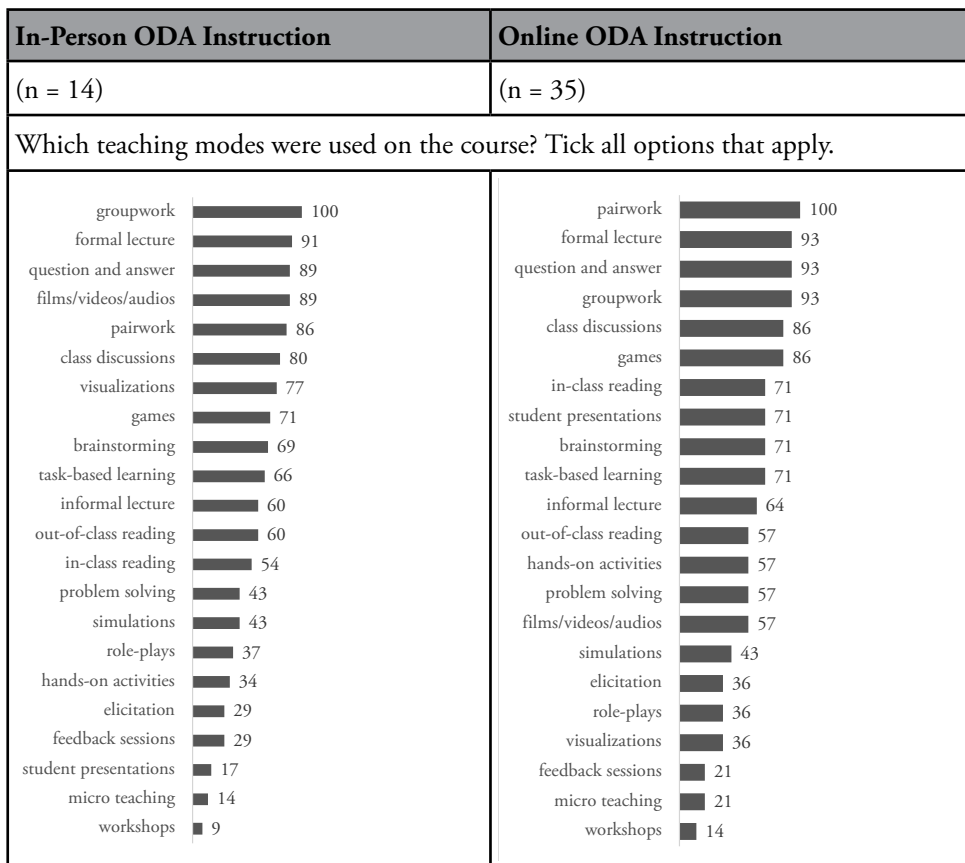 In-Person ODA Instruction
Online ODA Instruction
(n = 14)
(n = 35)
Which teaching modes were used on the course? Tick all options that apply.
groupwork 100
formal lecture 91
question and answer 89
films/videos/audios 89
pairwork 86
class discussions 80
visualizations 77
games 71
brainstorming 69
task-based learning 66
informal lecture 60
out-of-class reading 60
in-class reading 54
problem solving 43
simulations 43
role-plays 37
hands-on activities 34
elicitation 29
feedback sessions 29
student presentations 17
micro teaching 14
workshops 9
pairwork 100
formal lecture 93
question and answer 93
groupwork 93
class discussions 86
games 86
in-class reading 71
student presentations 71
brainstorming 71
task-based learning 71
informal lecture 64
out-of-class reading 57
hands-on activities 57
problem solving 57
films/videos/audios 57
simulations 43
elicitation 36
role-plays 36
visualizations 36
feedback sessions 21
micro teaching 21
workshops 14